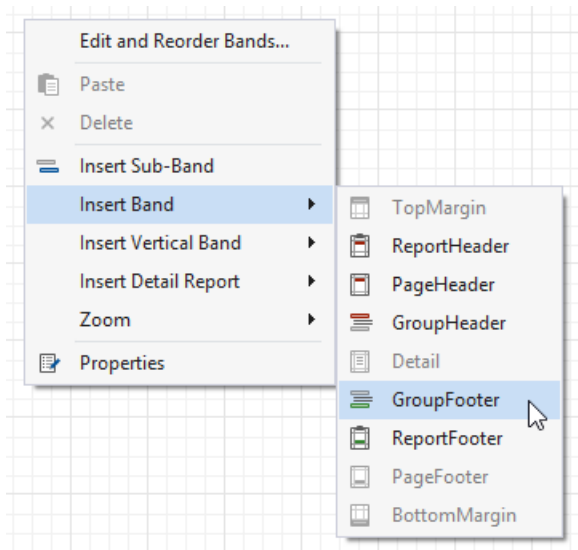 Edit and Reorder Bands...
Paste
Delete
Insert Sub-Band
Insert Band
Insert Vertical Band
Insert Detail Report
Zoom
Properties
TopMargin
ReportHeader
PageHeader
GroupHeader
Detail
GroupFooter
ReportFooter
PageFooter
BottomMargin